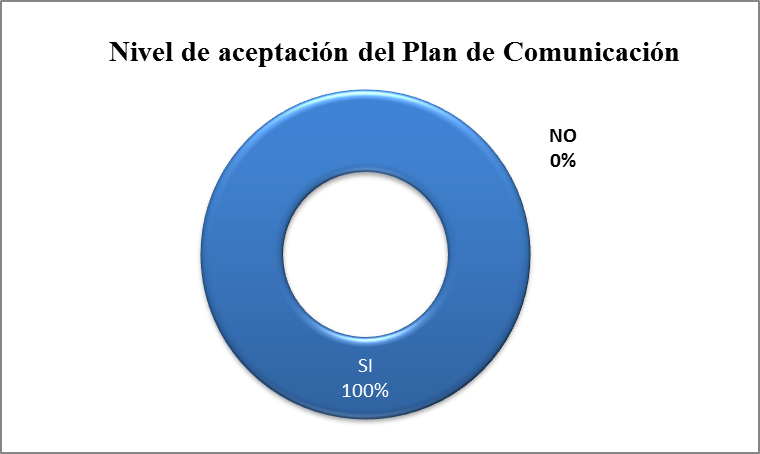 Nivel de aceptación del Plan de Comunicación
NO
0%
SI
100%